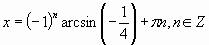 x = (−1)ⁿ arcsin(−1/4) + πn, n ∈ Z